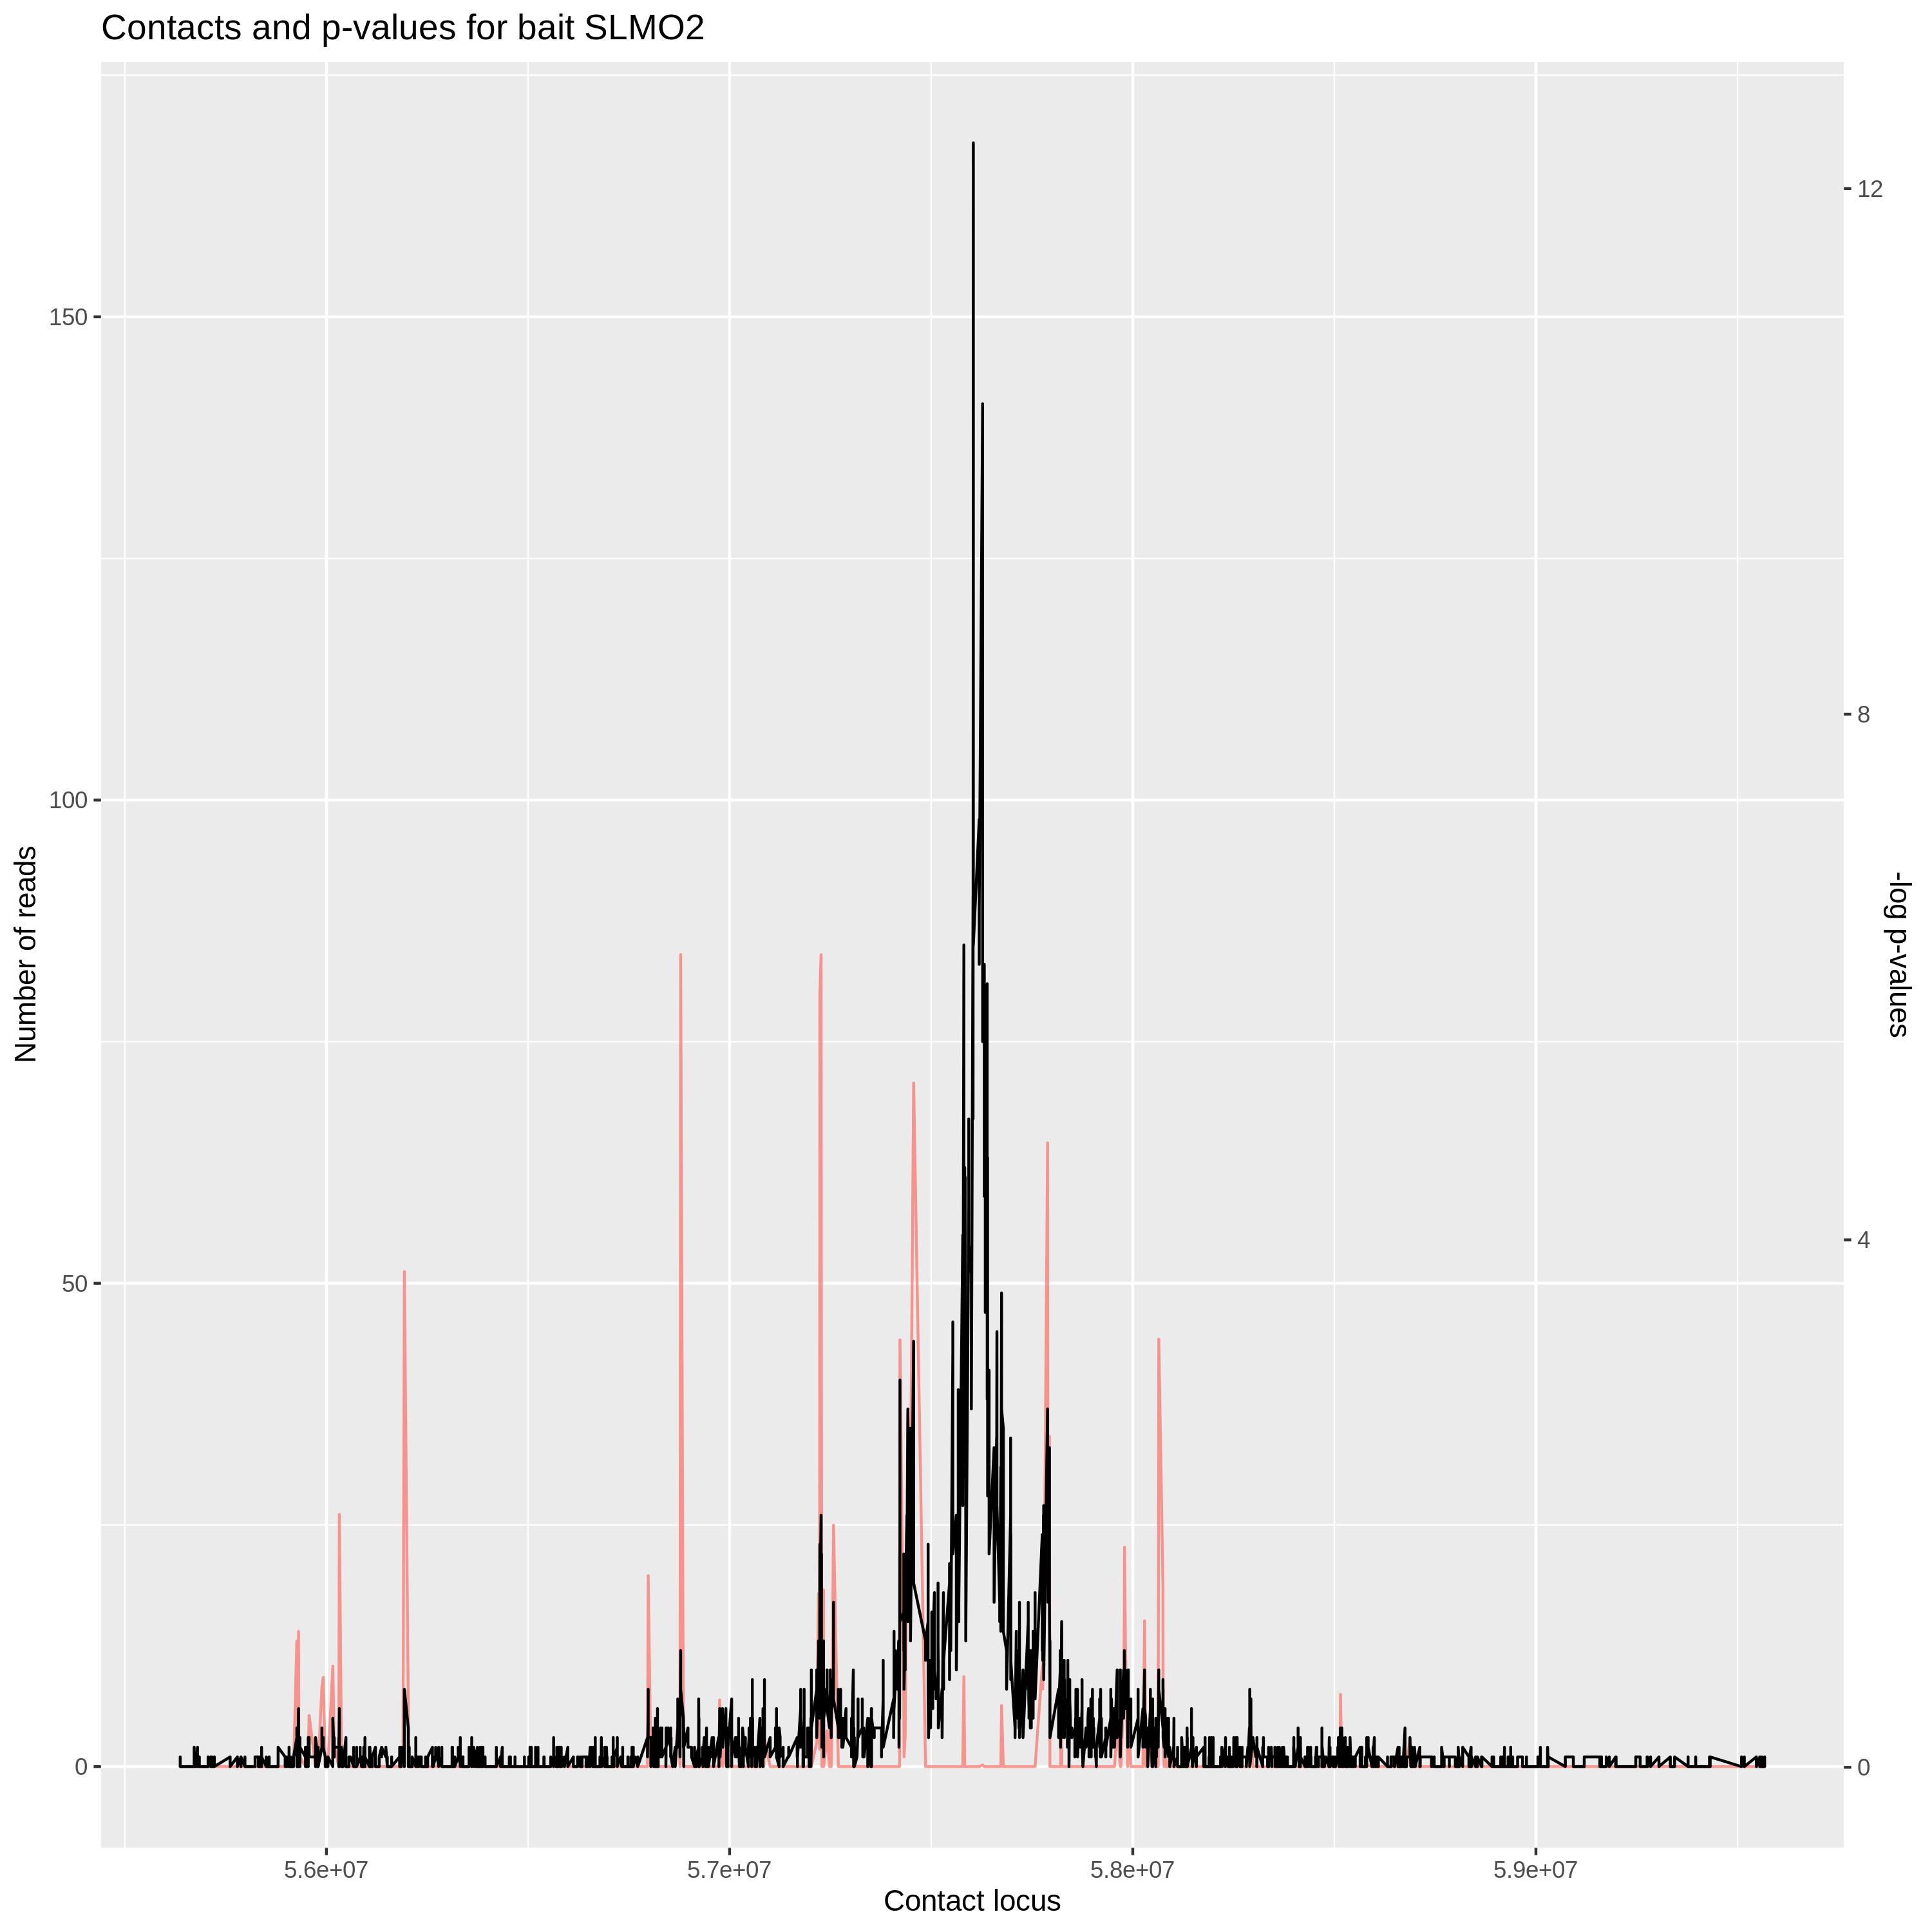 Contacts and p-values for bait SLMO2
150
100
50
0
12
8
4
0
Number of reads
-log p-values
5.6e+07
5.7e+07
5.8e+07
5.9e+07
Contact locus